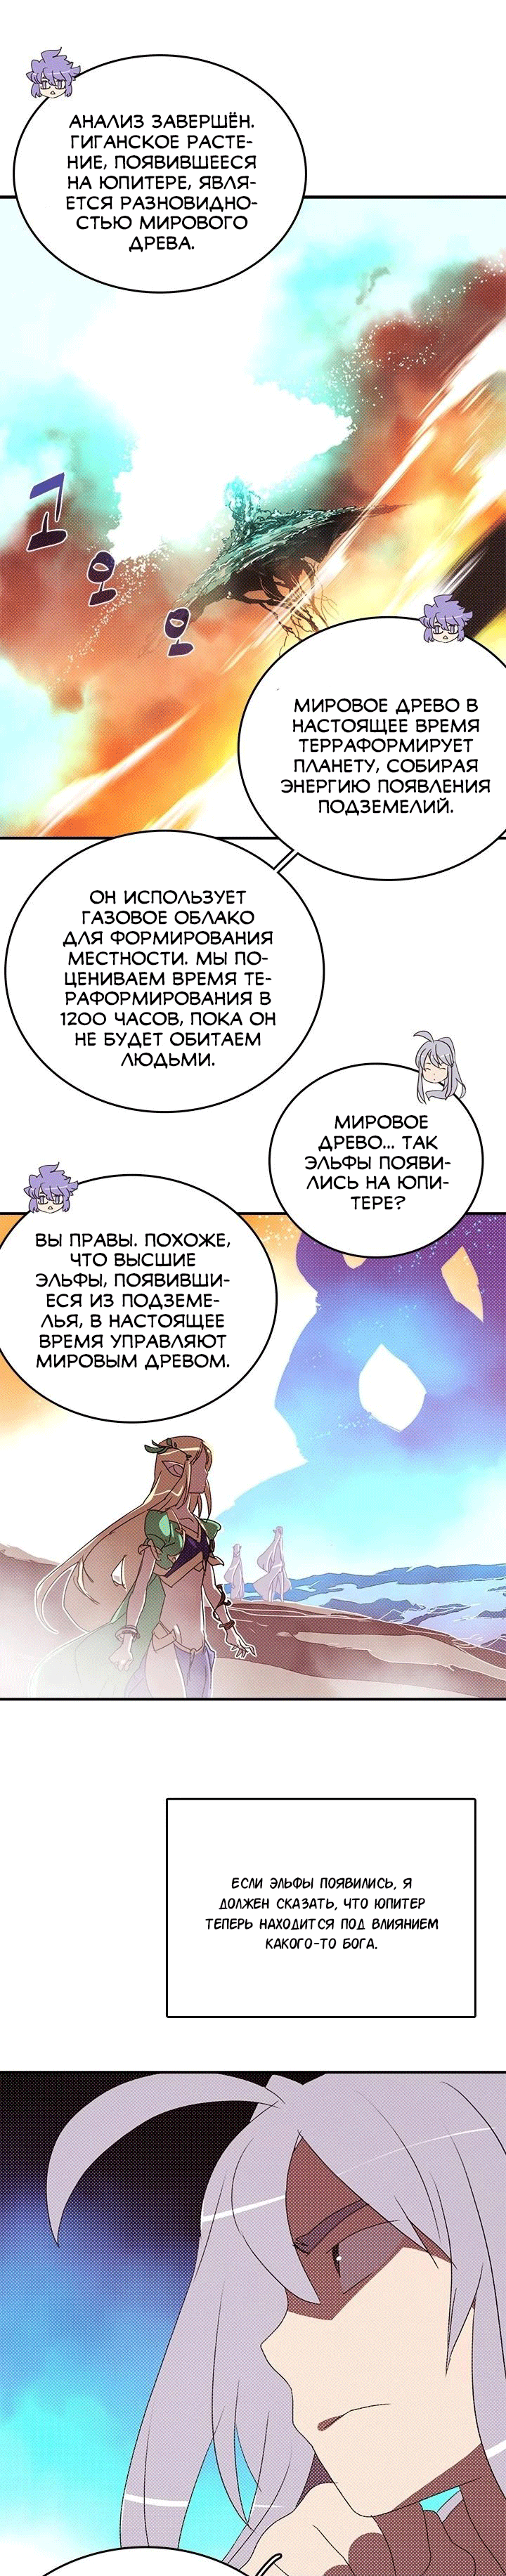 АНАЛИЗ ЗАВЕРШЁН.
ГИГАНСКОЕ РАСТЕ-
НИЕ, ПОЯВИВШЕЕСЯ
НА ЮПИТЕРЕ, ЯВЛЯ-
ЕТСЯ РАЗНОВИДНО-
СТЬЮ МИРОВОГО
ДРЕВА.
고
오
오
МИРОВОЕ ДРЕВО В
НАСТОЯЩЕЕ ВРЕМЯ
ТЕРРАФОРМИРУЕТ
ПЛАНЕТУ, СОБИРАЯ
ЭНЕРГИЮ ПОЯВЛЕНИЯ
ПОДЗЕМЕЛИЙ.
ОН ИСПОЛЬЗУЕТ
ГАЗОВОЕ ОБЛАКО
ДЛЯ ФОРМИРОВАНИЯ
МЕСТНОСТИ. МЫ ПО-
ЦЕНИВАЕМ ВРЕМЯ ТЕ-
РАФОРМИРОВАНИЯ В
1200 ЧАСОВ, ПОКА ОН
НЕ БУДЕТ ОБИТАЕМ
ЛЮДЬМИ.
МИРОВОЕ
ДРЕВО... ТАК
ЭЛЬФЫ ПОЯВИ-
ЛИСЬ НА ЮПИ-
ТЕРЕ?
ВЫ ПРАВЫ. ПОХОЖЕ,
ЧТО ВЫСШИЕ
ЭЛЬФЫ, ПОЯВИВШИ-
ЕСЯ ИЗ ПОДЗЕМЕ-
ЛЬЯ, В НАСТОЯЩЕЕ
ВРЕМЯ УПРАВЛЯЮТ
МИРОВЫМ ДРЕВОМ.
ЕСЛИ ЭЛЬФЫ ПОЯВИЛИСЬ, Я
ДОЛЖЕН СКАЗАТЬ, ЧТО ЮПИТЕР
ТЕПЕРЬ НАХОДИТСЯ ПОД ВЛИЯНИЕМ
КАКОГО-ТО БОГА.